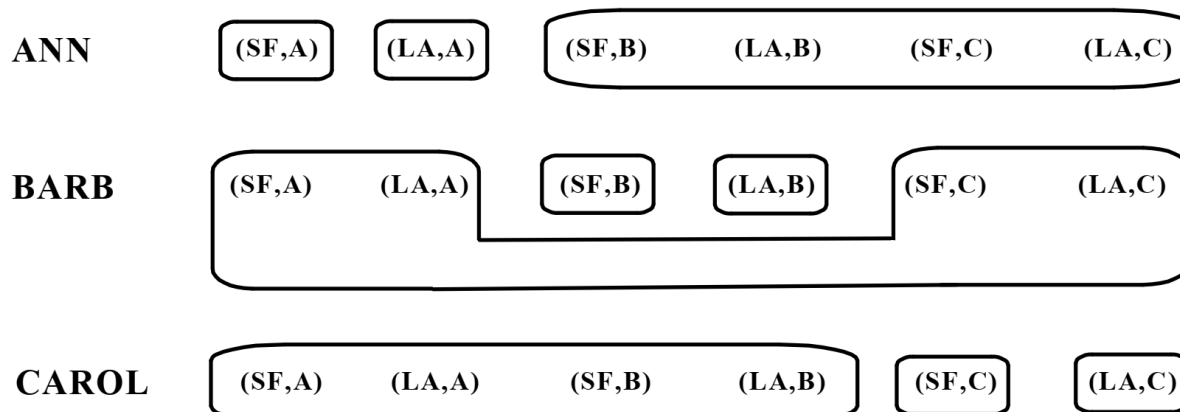 ANN (SF,A) (LA,A) (SF,B) (LA,B) (SF,C) (LA,C)
BARB (SF,A) (LA,A) (SF,B) (LA,B) (SF,C) (LA,C)
CAROL (SF,A) (LA,A) (SF,B) (LA,B) (SF,C) (LA,C)